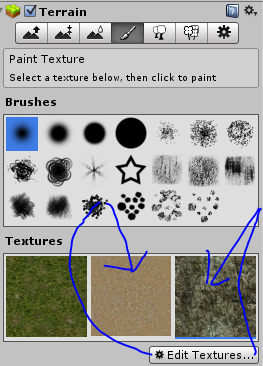 Terrain
Paint Texture
Select a texture below, then click to paint
Brushes
Textures
Edit Textures...